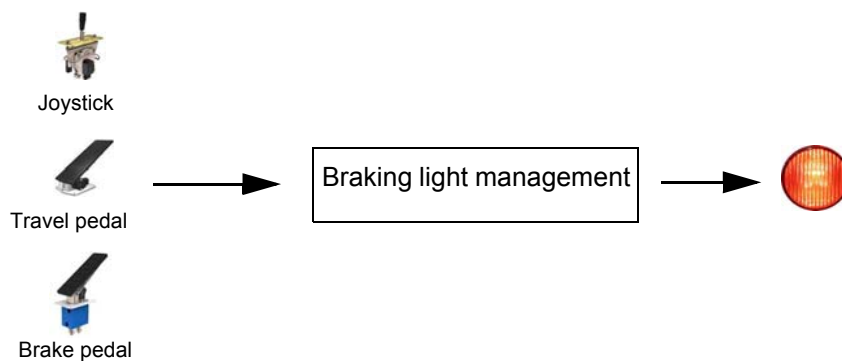 Joystick
Travel pedal
Brake pedal
Braking light management